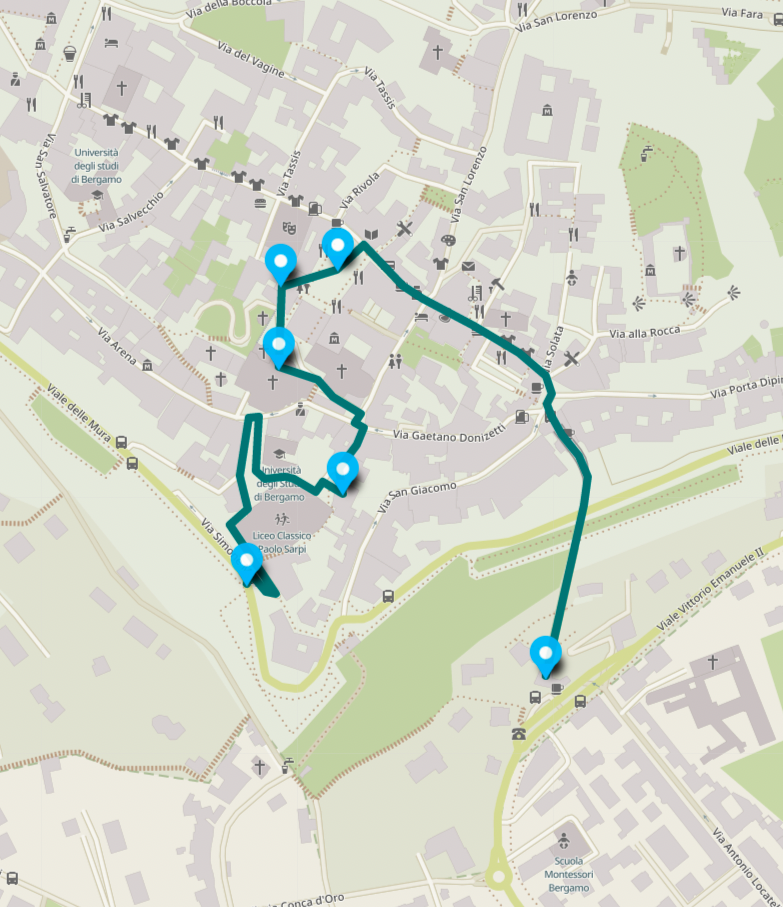 Via della Boccola
Via San Lorenzo
Via Fara
Via del Vagine
Via Tassis
Via San Salvatore
Università
degli studi
di Bergamo
Via Tassis
Via Rivola
Via San Lorenzo
Via Salvecchio
Via Arena
Via alla Rocca
Via Solata
Via Porta Dipin
Viale delle Mura
Via Gaetano Donizetti
Viale delle
Università
degli Studi
di Bergamo
Via San Giacomo
Via Simo
Liceo Classico
Paolo Sarpi
Viale Vittorio Emanuele II
Via Antonio Locate
Scuola
Montessori
Bergamo
ia Conca d'Oro